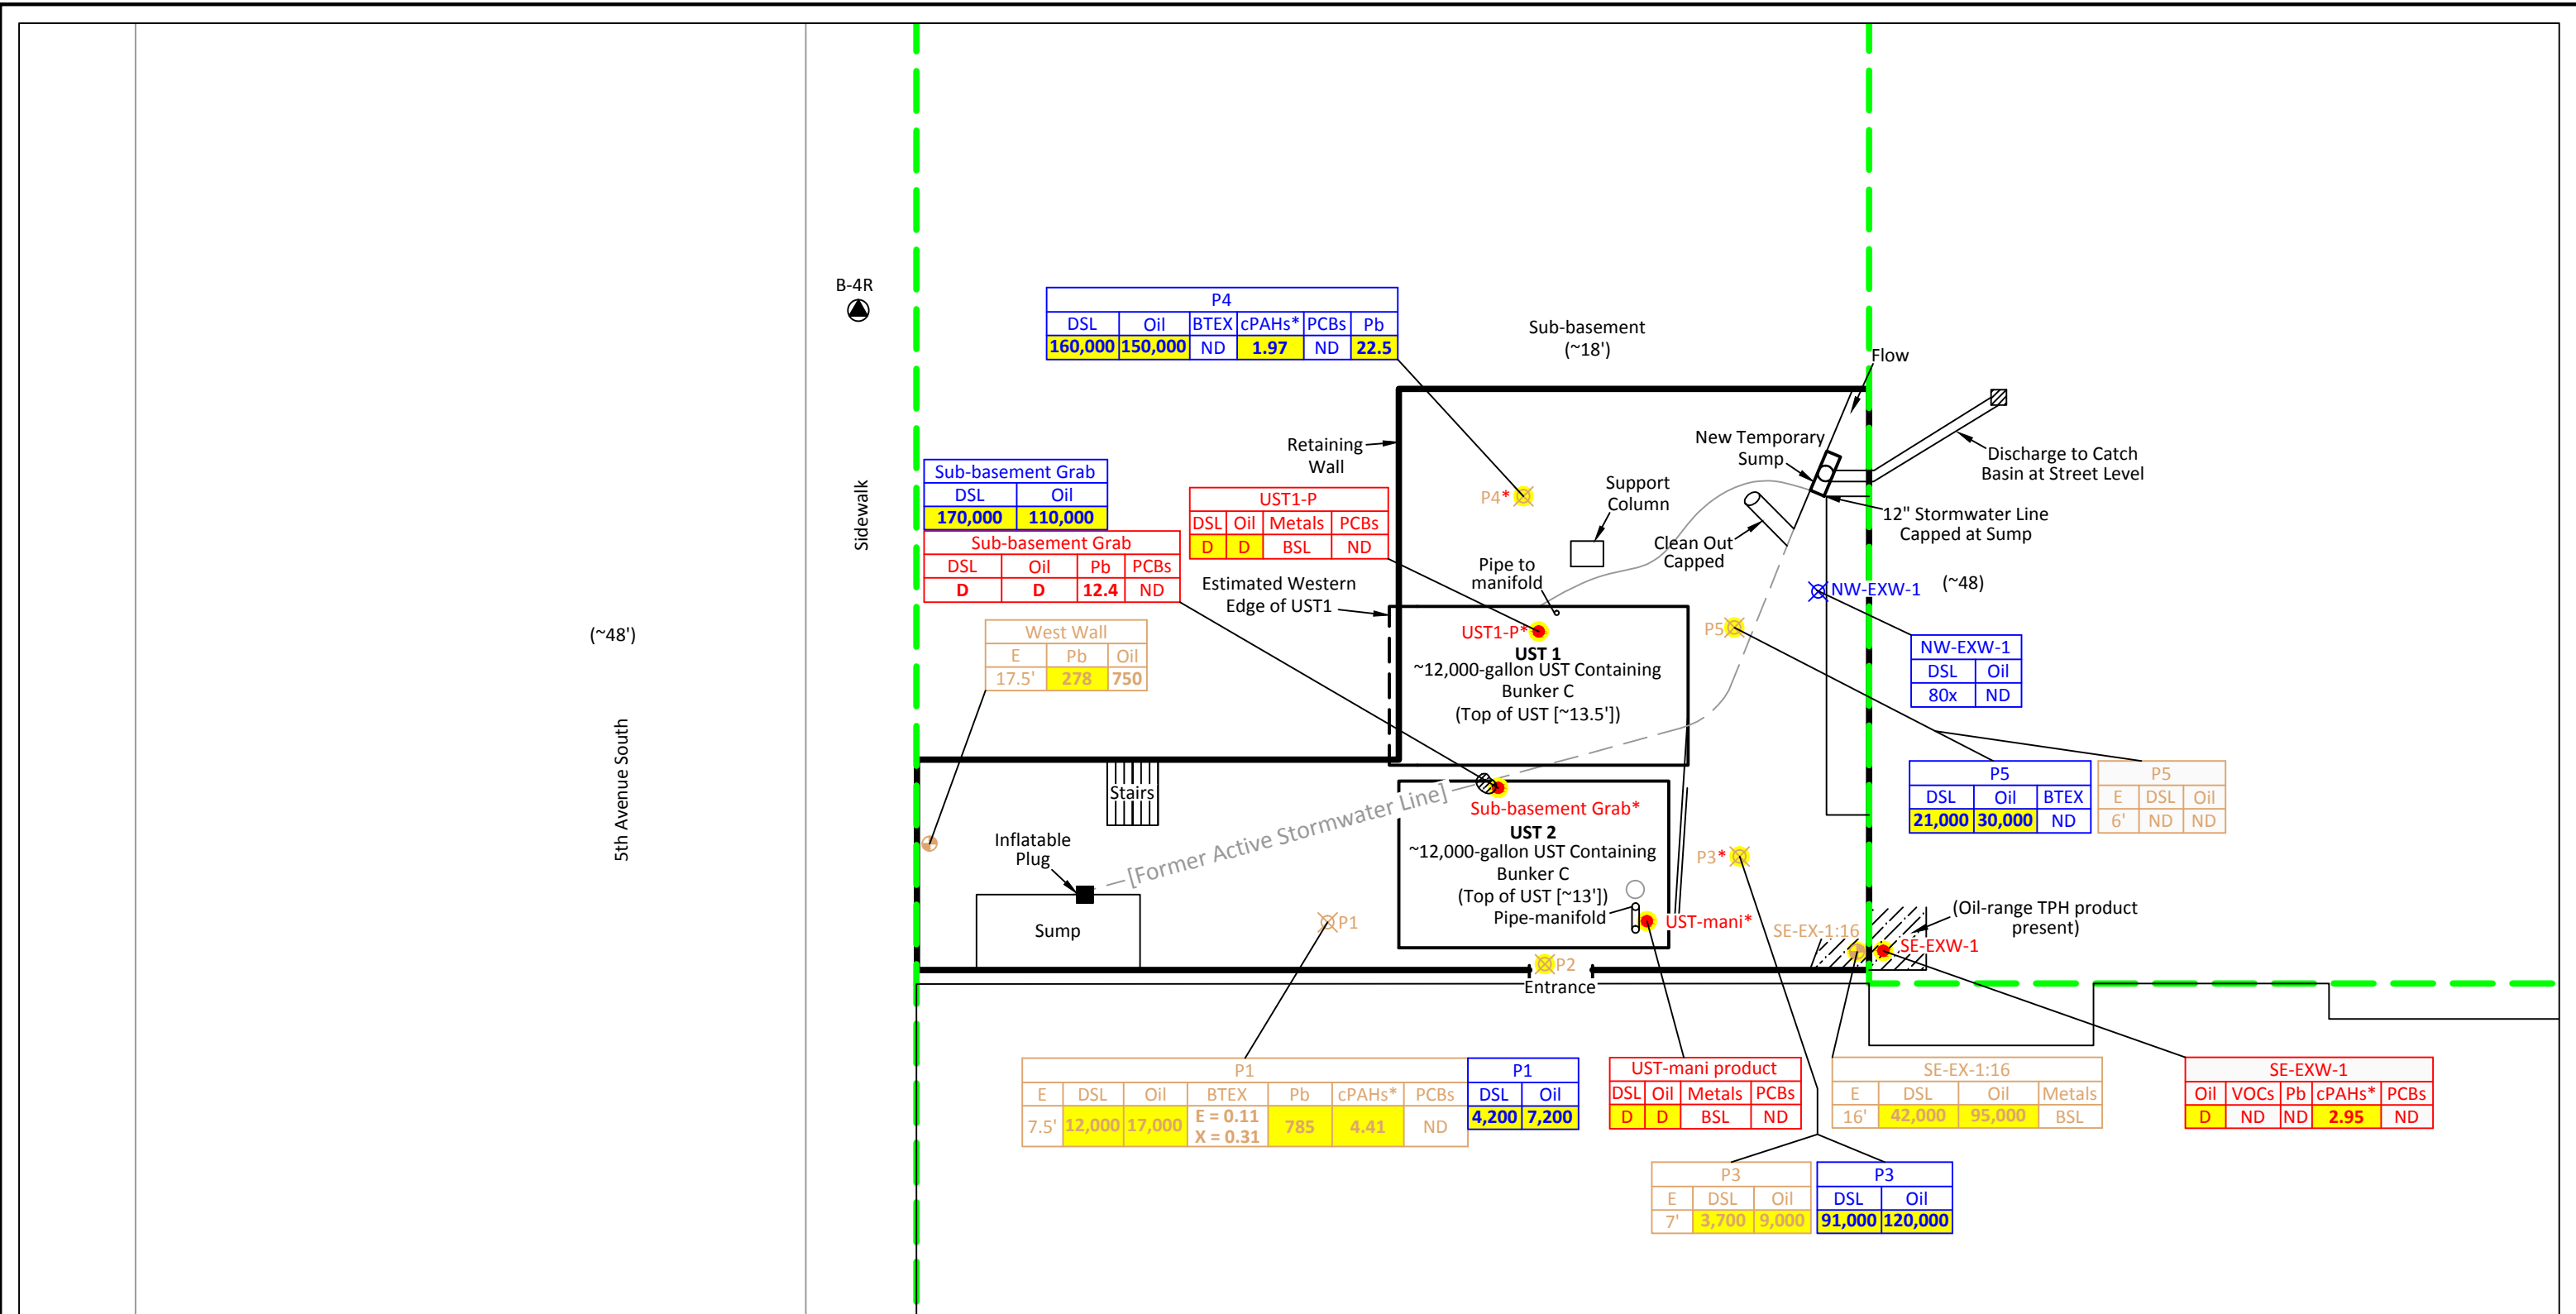 B-4R
Sidewalk
(~48')
5th Avenue South
P4
DSL Oil BTEX cPAHs* PCBs Pb
160,000 150,000 ND 1.97 ND 22.5
Sub-basement
(~18')
Flow
Retaining
Wall
New Temporary
Sump
Discharge to Catch
Basin at Street Level
Sub-basement Grab
DSL Oil
170,000 110,000
Sub-basement Grab
DSL Oil Pb PCBs
D D 12.4 ND
UST1-P
DSL Oil Metals PCBs
D D BSL ND
P4*
Support
Column
12" Stormwater Line
Capped at Sump
Clean Out
Capped
Pipe to
manifold
Estimated Western
Edge of UST1
NW-EXW-1
(~48)
West Wall
E Pb Oil
17.5' 278 750
UST1-P*
P5
UST 1
~12,000-gallon UST Containing
Bunker C
(Top of UST [~13.5'])
NW-EXW-1
DSL Oil
80x ND
Stairs
[Former Active Stormwater Line]
Sub-basement Grab*
UST 2
~12,000-gallon UST Containing
Bunker C
(Top of UST [~13'])
Pipe-manifold
UST-mani*
P3*
P5
DSL Oil BTEX
21,000 30,000 ND
P5
E DSL Oil
6' ND ND
Inflatable
Plug
Sump
P1
P2
Entrance
SE-EX-1:16
(Oil-range TPH product
present)
SE-EXW-1
P1
E DSL Oil BTEX Pb cPAHs* PCBs
7.5' 12,000 17,000 E = 0.11 X = 0.31 785 4.41 ND
P1
DSL Oil
4,200 7,200
UST-mani product
DSL Oil Metals PCBs
D D BSL ND
SE-EX-1:16
E DSL Oil Metals
16' 42,000 95,000 BSL
SE-EXW-1
Oil VOCs Pb cPAHs* PCBs
D ND ND 2.95 ND
P3
E DSL Oil
7' 3,700 9,000
P3
DSL Oil
91,000 120,000